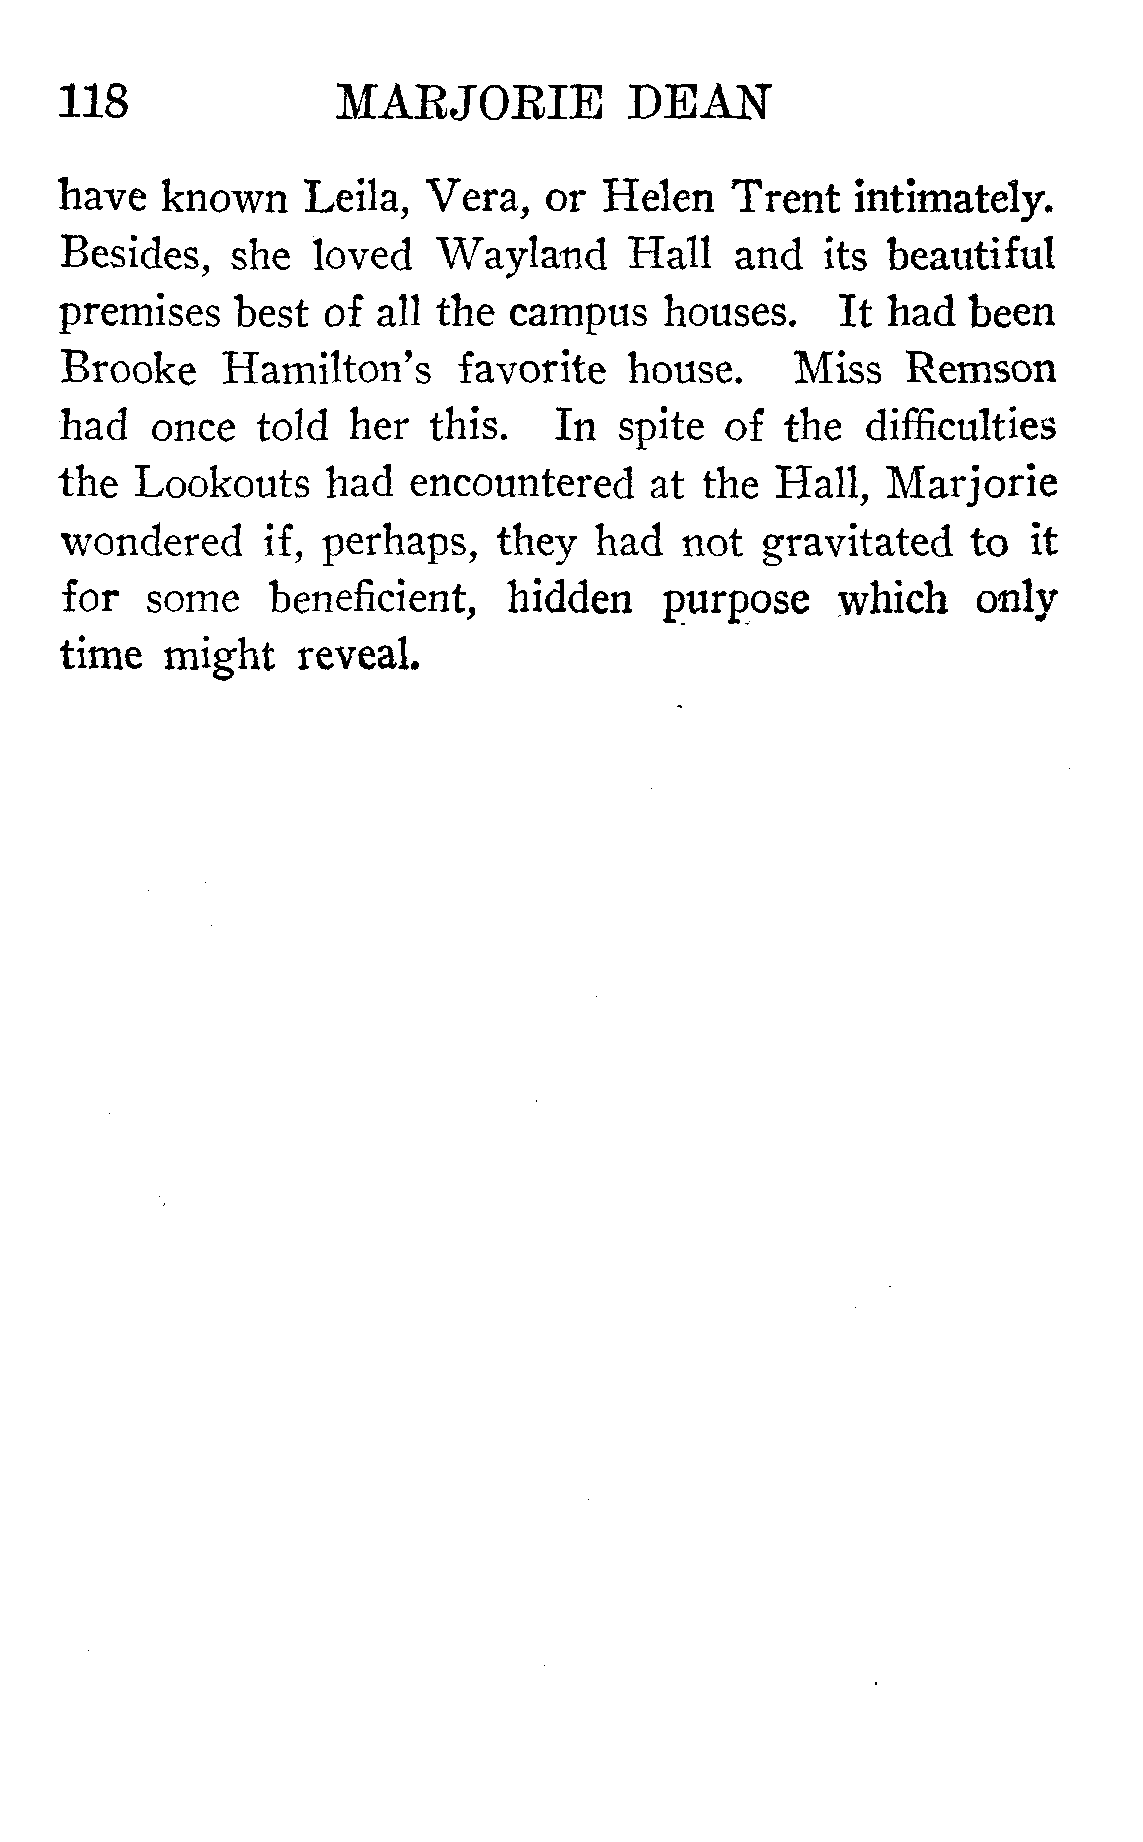 118 MARJORIE DEAN
have known Leila, Vera, or Helen Trent intimately.
Besides, she loved Wayland Hall and its beautiful
premises best of all the campus houses. It had been
Brooke Hamilton's favorite house. Miss Remson
had once told her this. In spite of the difficulties
the Lookouts had encountered at the Hall, Marjorie
wondered if, perhaps, they had not gravitated to it
for some beneficient, hidden purpose which only
time might reveal.